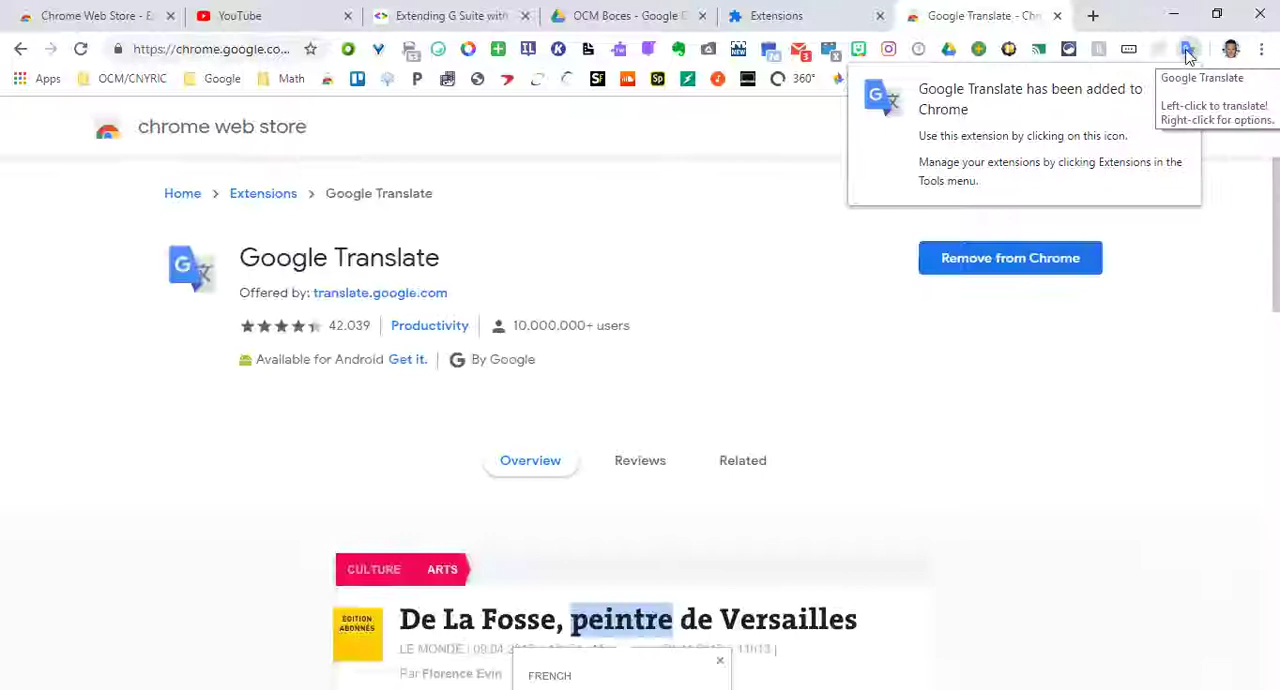 Chrome Web Store - E
YouTube
Extending G Suite with
OCM Boces - Google D
Extensions
Google Translate - Chr
https://chrome.google.co...
Apps
OCM/CNYRIC
Google
Math
360°
Google Translate
Left-click to translate!
Right-click for options.
Google Translate has been added to
Chrome
Use this extension by clicking on this icon.
Manage your extensions by clicking Extensions in the
Tools menu.
chrome web store
Home > Extensions > Google Translate
Google Translate
Remove from Chrome
Offered by: translate.google.com
42.039 | Productivity | 10.000.000+ users
Available for Android Get it. | By Google
Overview
Reviews
Related
CULTURE ARTS
ÉDITION
ABONNÉS
De La Fosse, peintre de Versailles
LE MONDE
11h13 |
Par Florence Evin
FRENCH